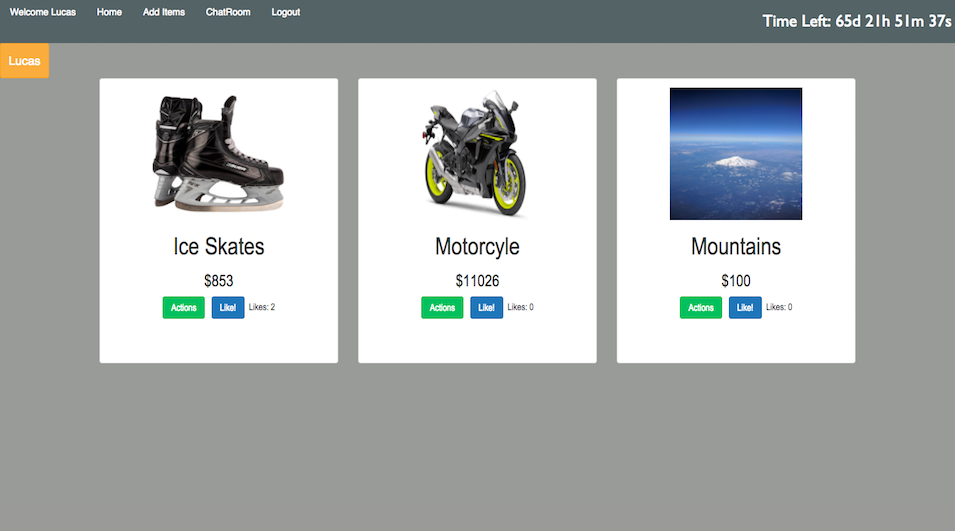 Welcome Lucas Home Add Items ChatRoom Logout
Time Left: 65d 21h 51m 37s
Lucas
Ice Skates
$853
Actions Like! Likes: 2
Motorcyle
$11026
Actions Like! Likes: 0
Mountains
$100
Actions Like! Likes: 0